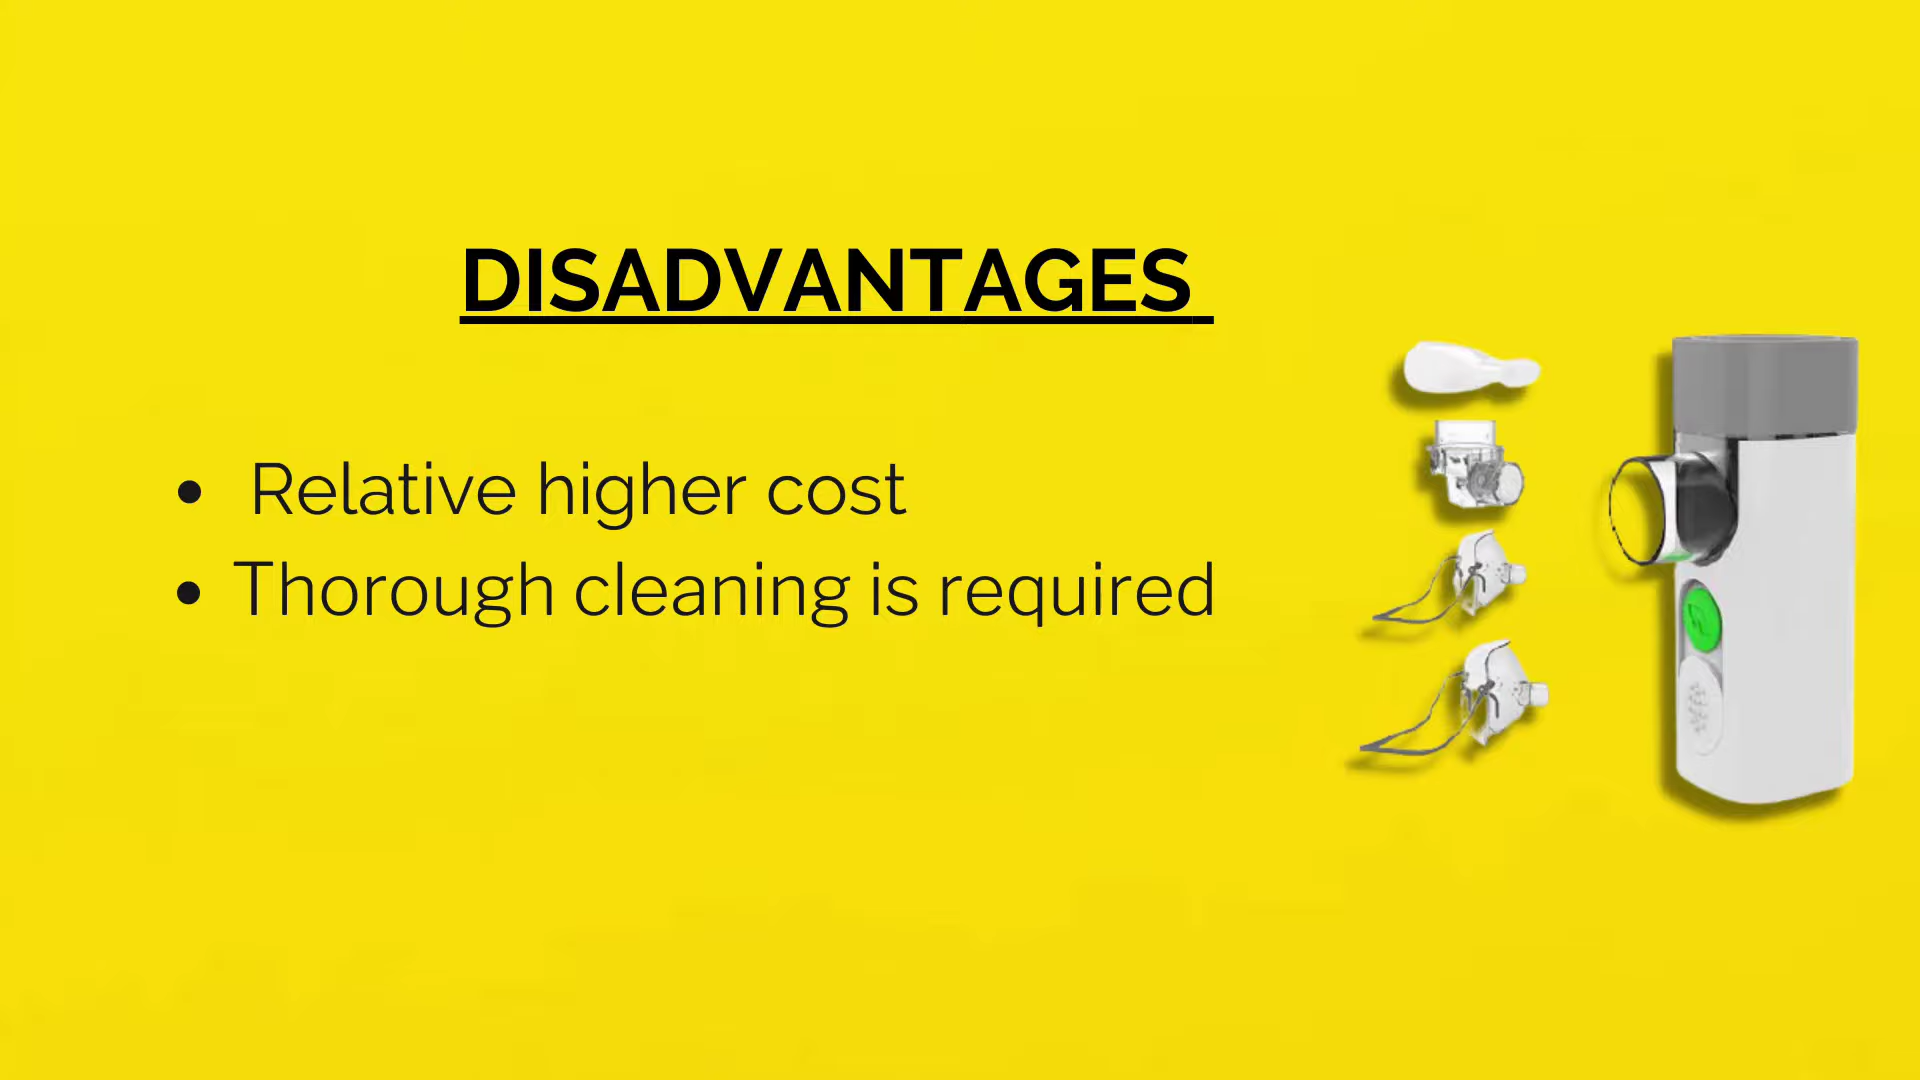 DISADVANTAGES
• Relative higher cost
• Thorough cleaning is required